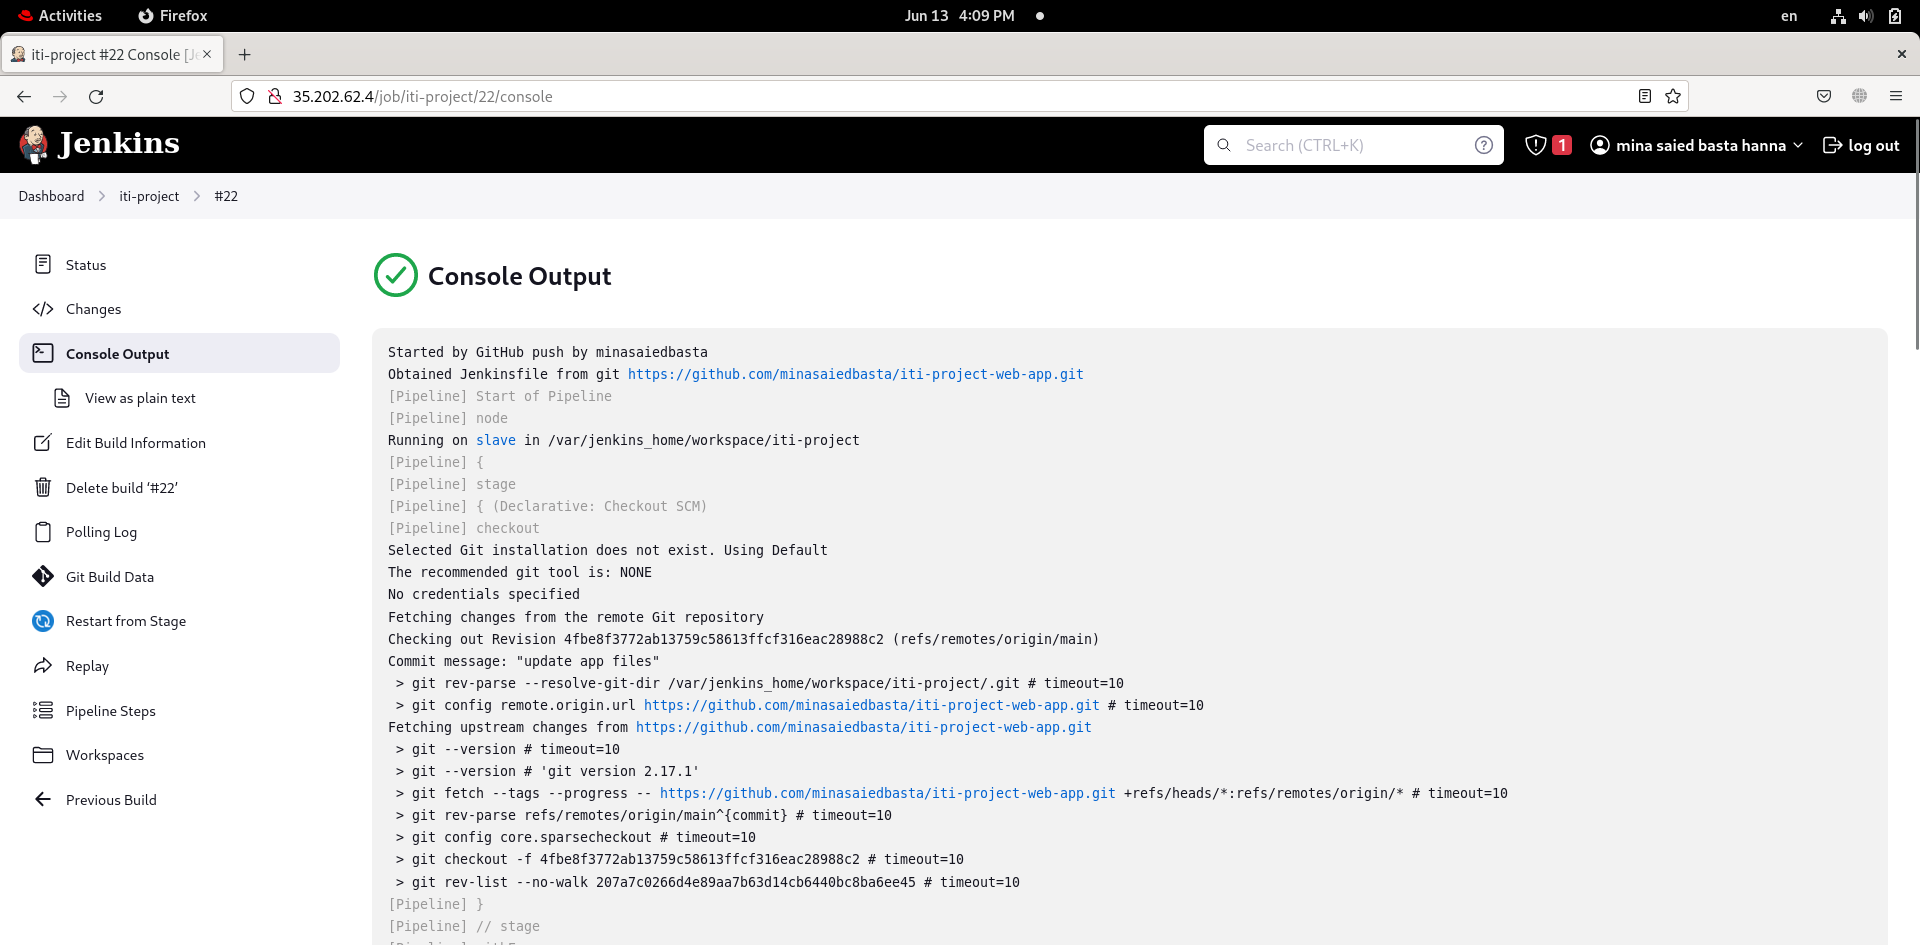 Activities Firefox Jun 13 4:09 PM en
iti-project #22 Console [Je
35.202.62.4/job/iti-project/22/console
Jenkins Search (CTRL+K) 1 mina saied basta hanna log out
Dashboard iti-project #22
Status
Changes
Console Output
View as plain text
Edit Build Information
Delete build ‘#22’
Polling Log
Git Build Data
Restart from Stage
Replay
Pipeline Steps
Workspaces
Previous Build
Console Output
Started by GitHub push by minasaiedbasta
Obtained Jenkinsfile from git https://github.com/minasaiedbasta/iti-project-web-app.git
[Pipeline] Start of Pipeline
[Pipeline] node
Running on slave in /var/jenkins_home/workspace/iti-project
[Pipeline] {
[Pipeline] stage
[Pipeline] { (Declarative: Checkout SCM)
[Pipeline] checkout
Selected Git installation does not exist. Using Default
The recommended git tool is: NONE
No credentials specified
Fetching changes from the remote Git repository
Checking out Revision 4fbe8f3772ab13759c58613ffcf316eac28988c2 (refs/remotes/origin/main)
Commit message: "update app files"
> git rev-parse --resolve-git-dir /var/jenkins_home/workspace/iti-project/.git # timeout=10
> git config remote.origin.url https://github.com/minasaiedbasta/iti-project-web-app.git # timeout=10
Fetching upstream changes from https://github.com/minasaiedbasta/iti-project-web-app.git
> git --version # timeout=10
> git --version # 'git version 2.17.1'
> git fetch --tags --progress -- https://github.com/minasaiedbasta/iti-project-web-app.git +refs/heads/*:refs/remotes/origin/* # timeout=10
> git rev-parse refs/remotes/origin/main^{commit} # timeout=10
> git config core.sparsecheckout # timeout=10
> git checkout -f 4fbe8f3772ab13759c58613ffcf316eac28988c2 # timeout=10
> git rev-list --no-walk 207a7c0266d4e89aa7b63d14cb6440bc8ba6ee45 # timeout=10
[Pipeline] }
[Pipeline] // stage